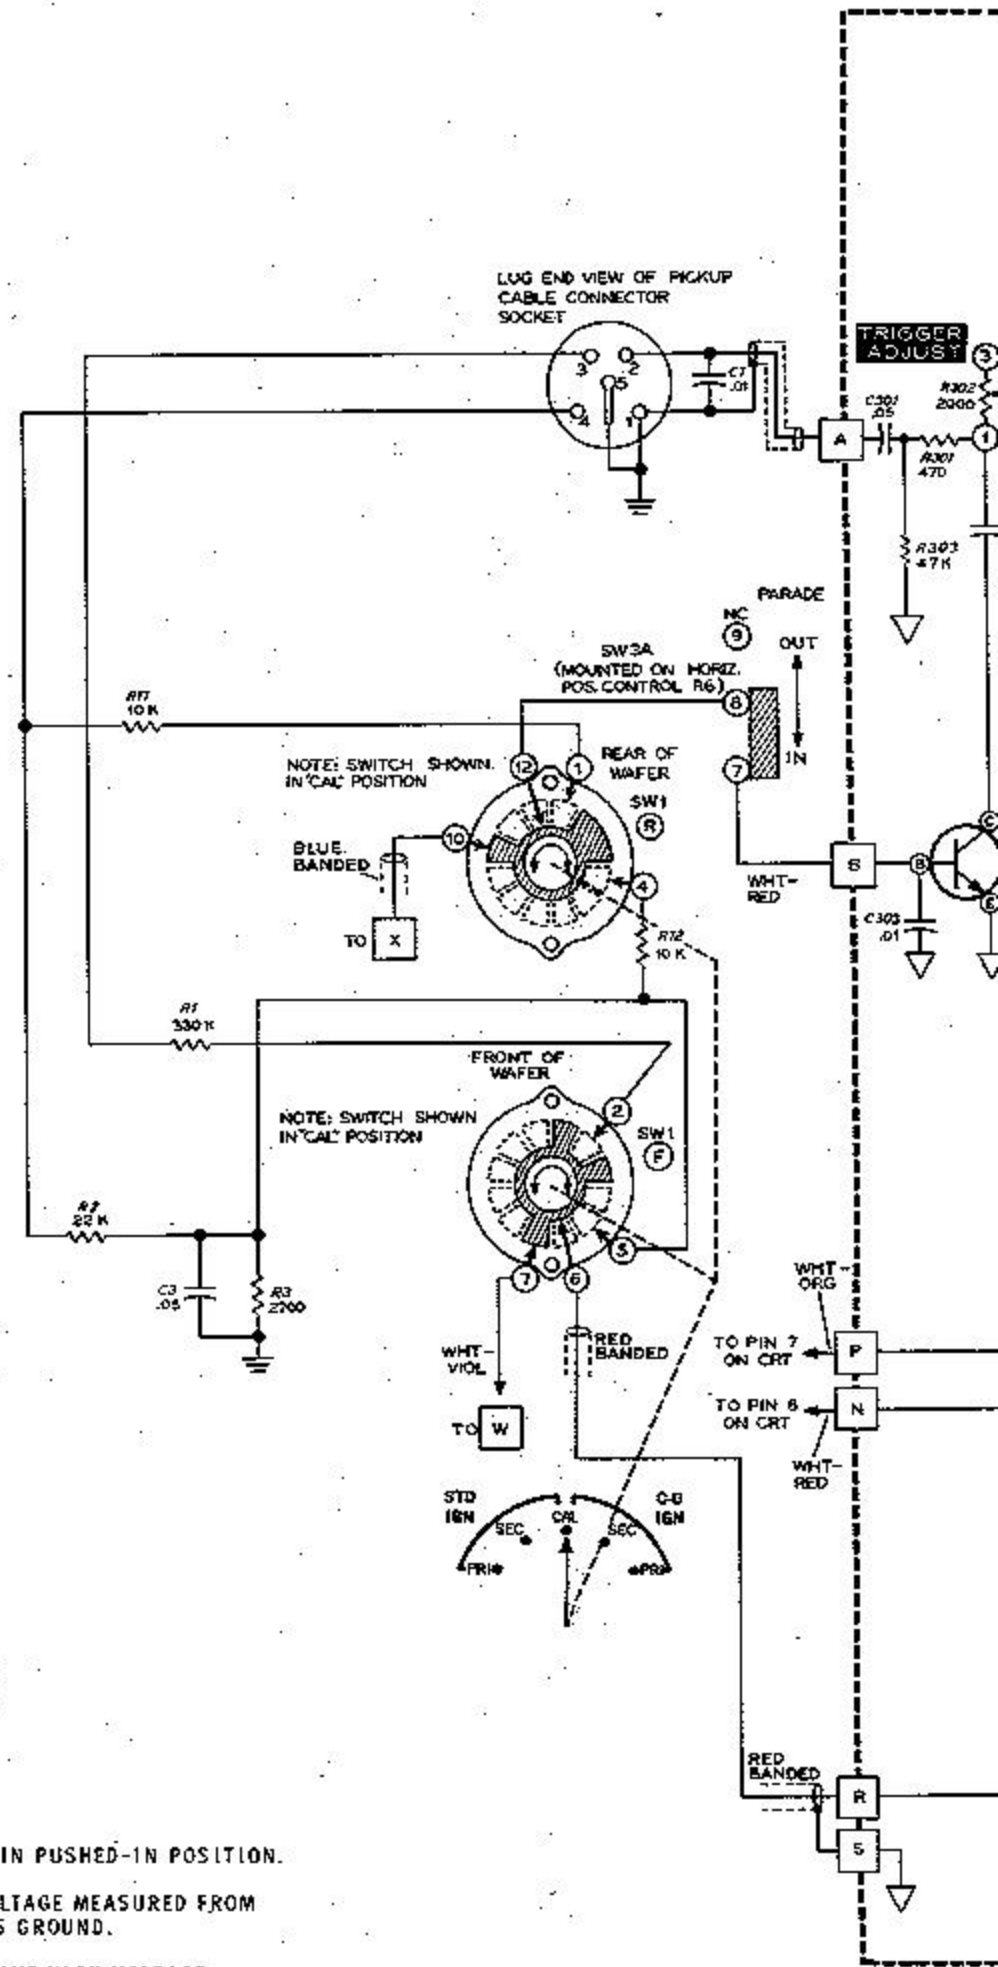 LUG END VIEW OF PICKUP
CABLE CONNECTOR
SOCKET
3
2
5
4
1
C1
.01
TRIGGER
ADJUST
3
R302
2000
C301
.05
A
R301
470
1
R303
47K
PARADE
NC
9
OUT
IN
SW3A
(MOUNTED ON HORIZ.
POS. CONTROL R6)
8
7
R11
10 K
NOTE: SWITCH SHOWN
IN "CAL" POSITION
12
1
REAR OF
WAFER
SW1
R
10
BLUE
BANDED
TO X
4
R12
10 K
WHT-
RED
B
C
E
C303
.01
R1
330 K
FRONT OF
WAFER
NOTE: SWITCH SHOWN
IN "CAL" POSITION
2
SW1
F
R2
22 K
C3
.05
R3
2700
7
6
WHT-
VIOL
RED
BANDED
TO W
WHT-
ORG
TO PIN 7
ON CRT
P
TO PIN 6
ON CRT
N
WHT-
RED
STD
IGN
C-D
IGN
SEC
CAL
SEC
PRI
PRI
RED
BANDED
R
S
IN PUSHED-IN POSITION.
LTAGE MEASURED FROM
S GROUND.